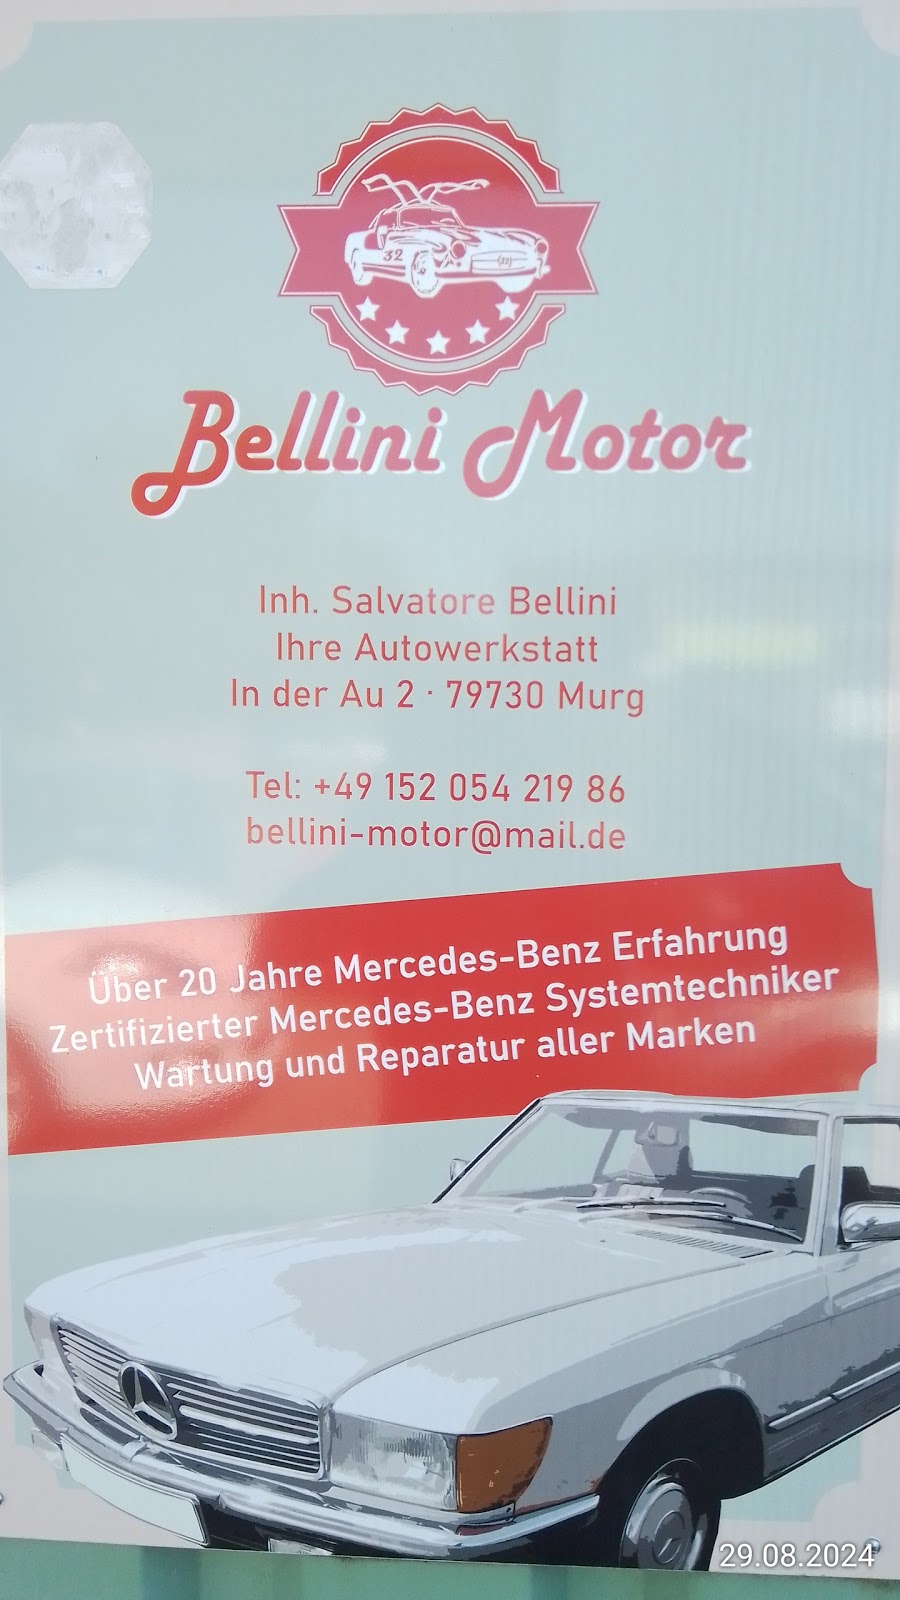 32
(32)
Bellini Motor
Inh. Salvatore Bellini
Ihre Autowerkstatt
In der Au 2 · 79730 Murg
Tel: +49 152 054 219 86
bellini-motor@mail.de
Über 20 Jahre Mercedes-Benz Erfahrung
Zertifizierter Mercedes-Benz Systemtechniker
Wartung und Reparatur aller Marken
29.08.2024